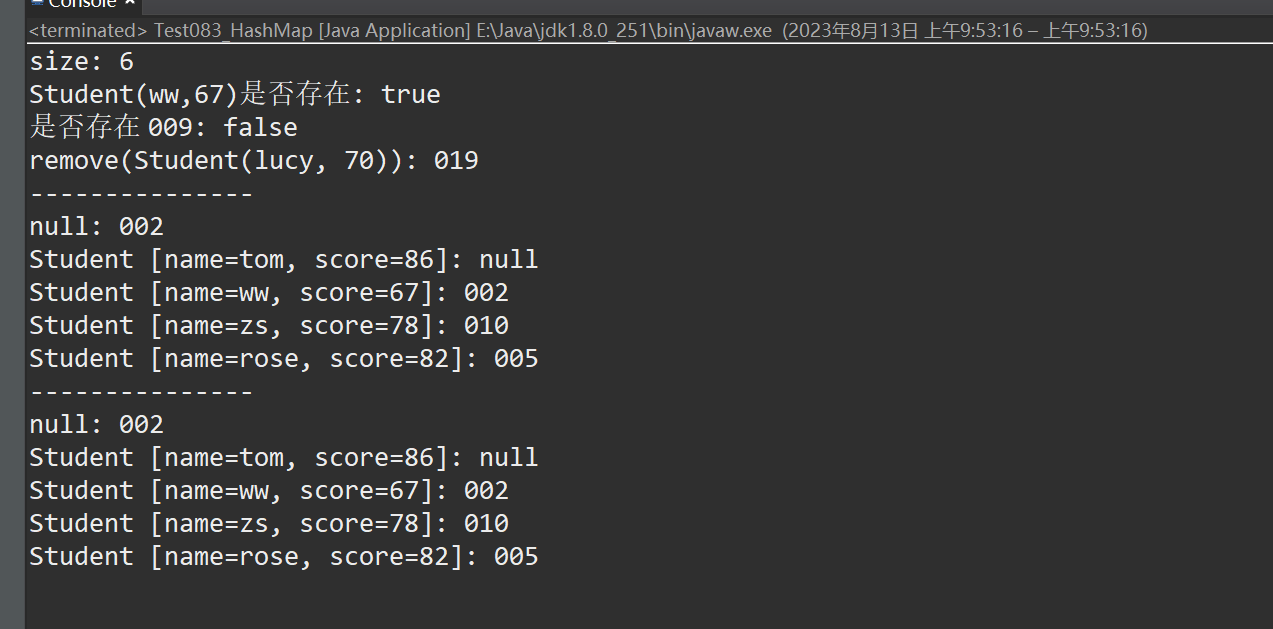 Console
<terminated> Test083_HashMap [Java Application] E:\Java\jdk1.8.0_251\bin\javaw.exe (2023年8月13日 上午9:53:16 – 上午9:53:16)
size: 6
Student(ww,67)是否存在: true
是否存在 009: false
remove(Student(lucy, 70)): 019
---------------
null: 002
Student [name=tom, score=86]: null
Student [name=ww, score=67]: 002
Student [name=zs, score=78]: 010
Student [name=rose, score=82]: 005
---------------
null: 002
Student [name=tom, score=86]: null
Student [name=ww, score=67]: 002
Student [name=zs, score=78]: 010
Student [name=rose, score=82]: 005